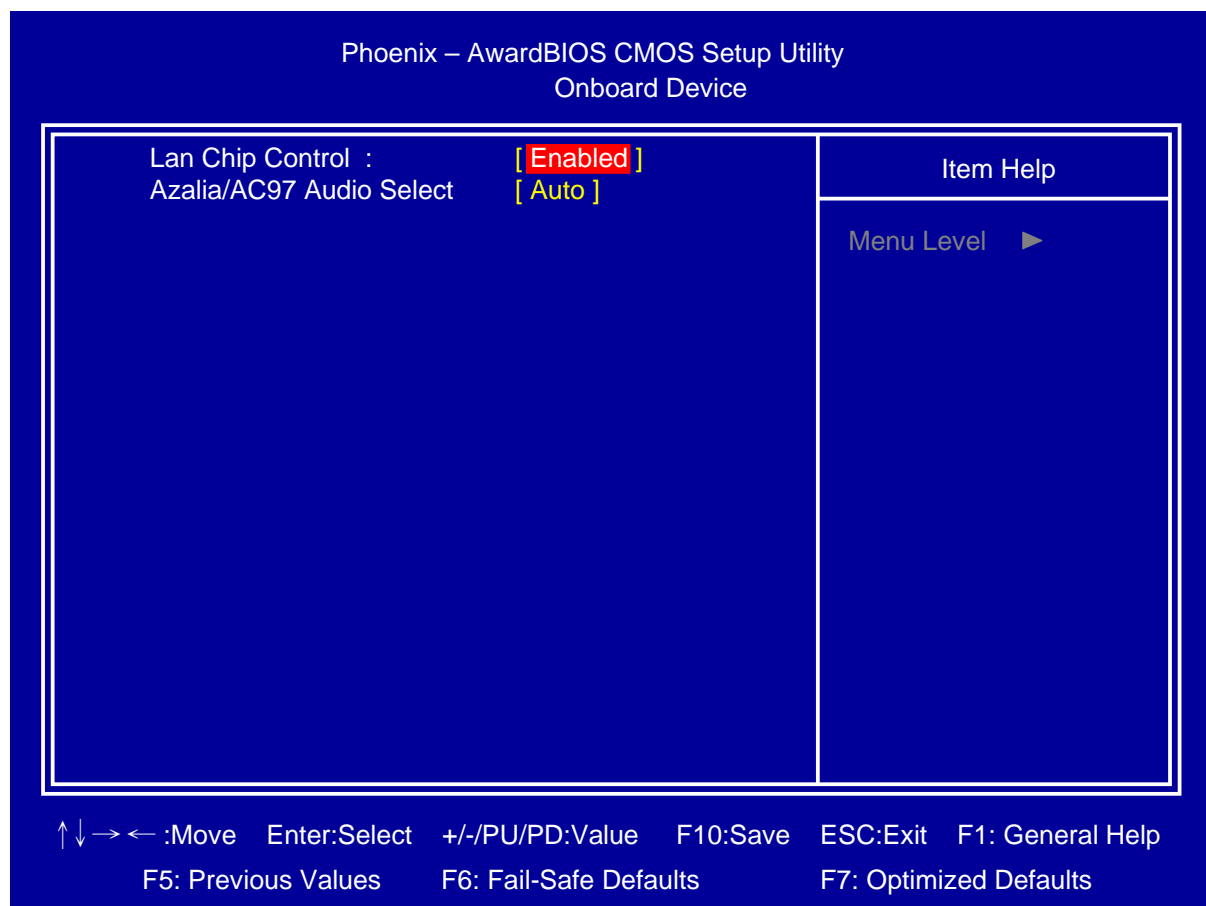 Phoenix – AwardBIOS CMOS Setup Utility
Onboard Device
Lan Chip Control : [ Enabled ]
Azalia/AC97 Audio Select [ Auto ]
Item Help
Menu Level ►
↑↓→← :Move Enter:Select +/-/PU/PD:Value F10:Save ESC:Exit F1: General Help
F5: Previous Values F6: Fail-Safe Defaults F7: Optimized Defaults